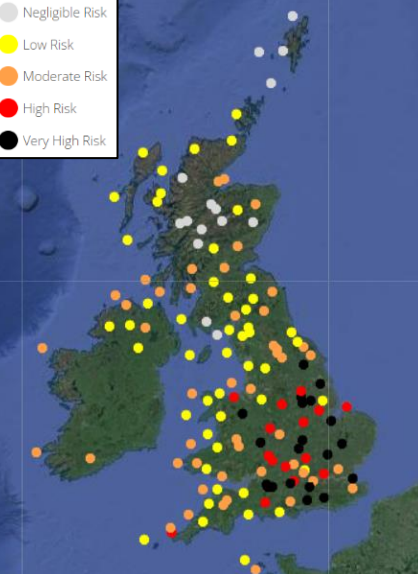 Negligible Risk
Low Risk
Moderate Risk
High Risk
Very High Risk